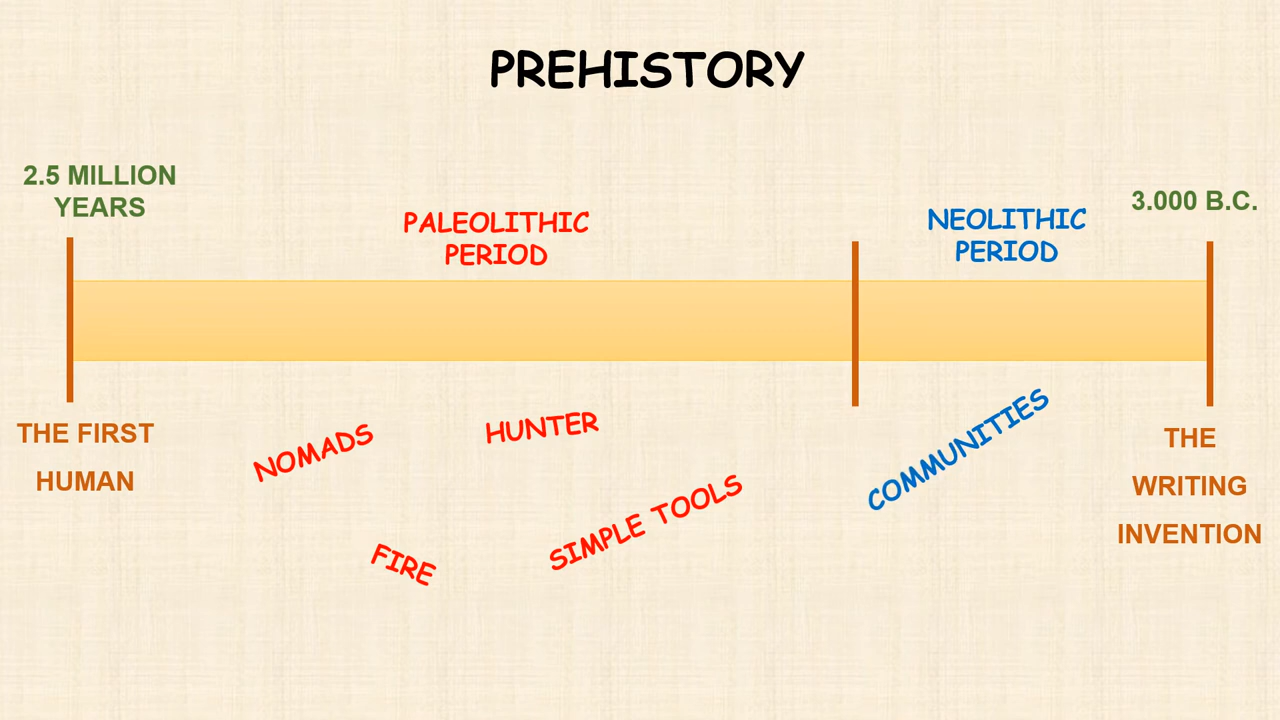 PREHISTORY
2.5 MILLION
YEARS
PALEOLITHIC
PERIOD
NEOLITHIC
PERIOD
3.000 B.C.
THE FIRST
HUMAN
NOMADS
HUNTER
FIRE
SIMPLE TOOLS
COMMUNITIES
THE
WRITING
INVENTION